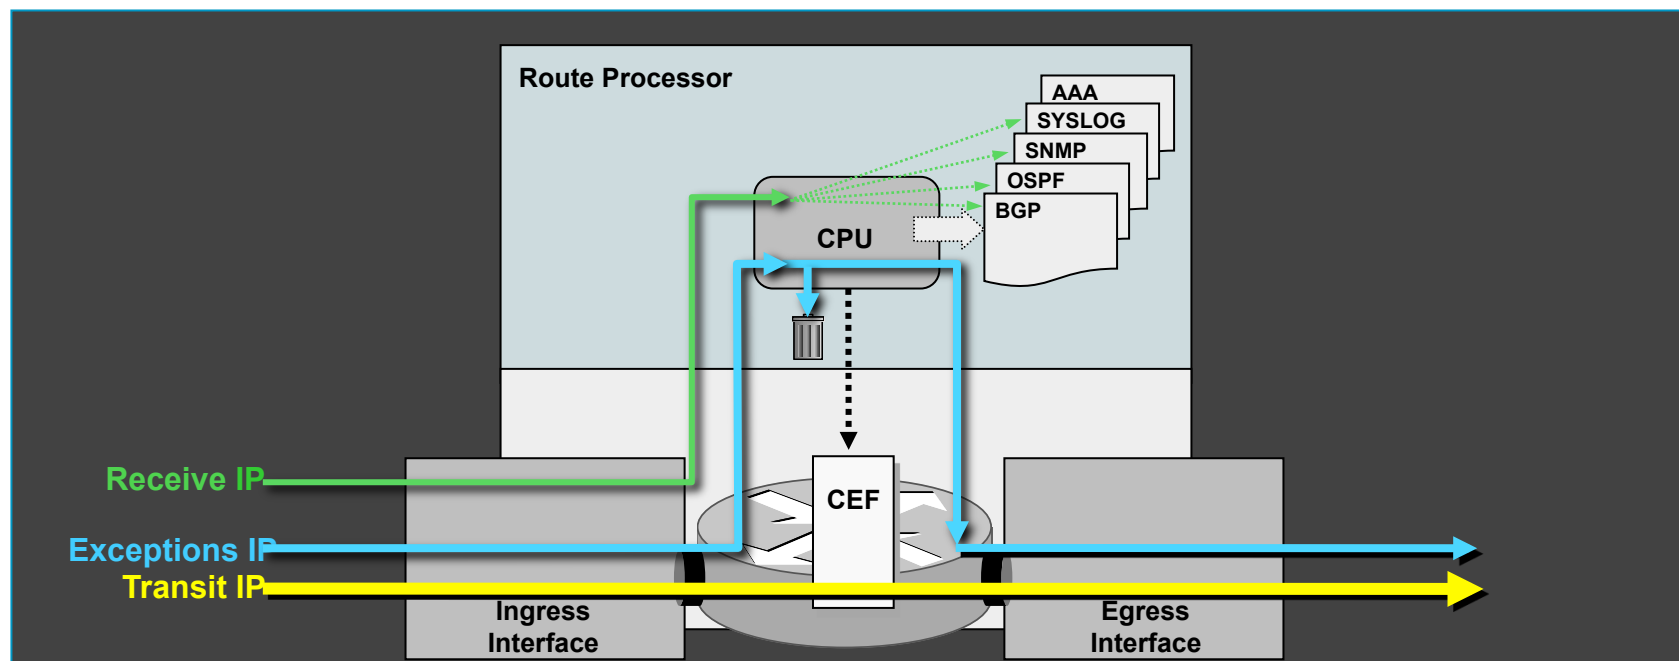 Route Processor
AAA
SYSLOG
SNMP
OSPF
BGP
CPU
CEF
Receive IP
Exceptions IP
Transit IP
Ingress
Interface
Egress
Interface